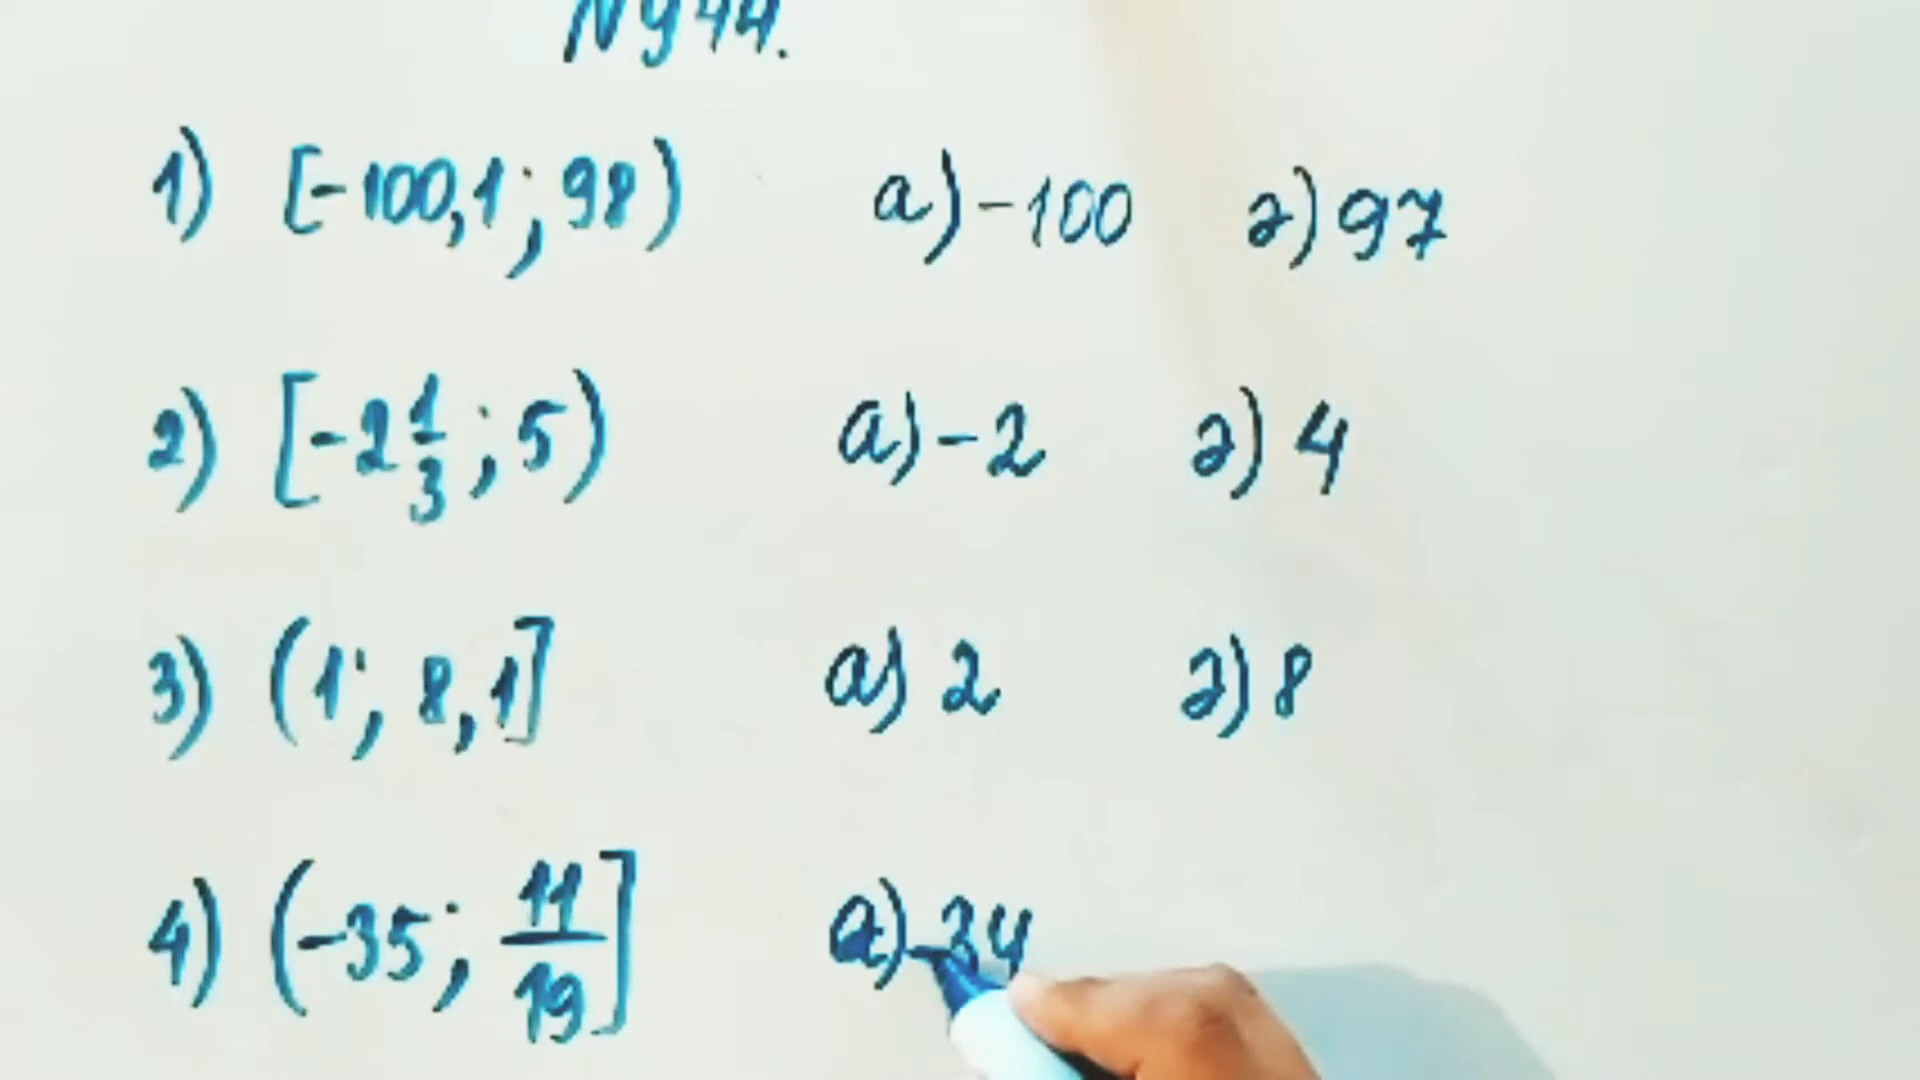 N944.
1) [-100,1; 98) а) -100 ә) 97
2) [-2 1/3; 5) а) -2 ә) 4
3) (1; 8,1] а) 2 ә) 8
4) (-35; 11/19] а) -34